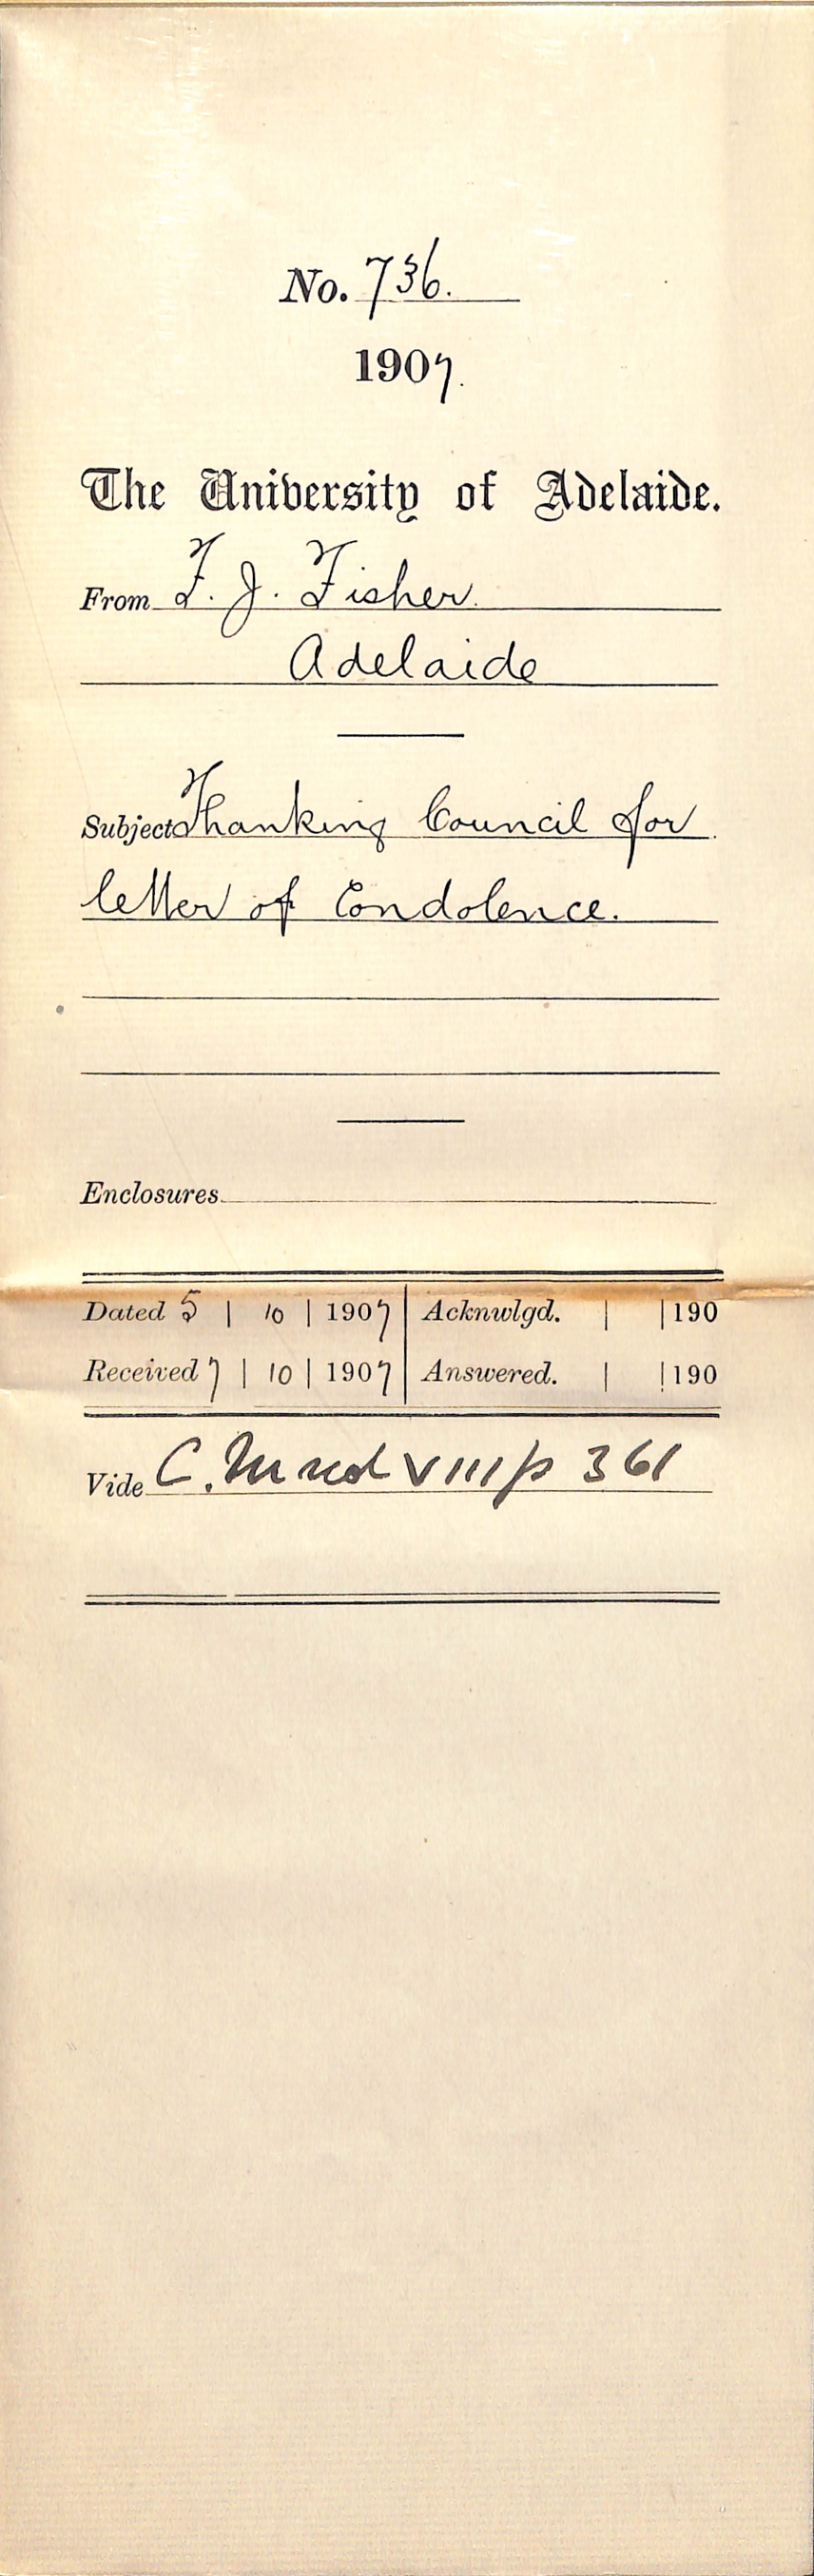 No. 736.
1907.
The University of Adelaide.
From F. J. Fisher.
Adelaide
Subject Thanking Council for
letter of Condolence.
Enclosures
Dated 5 | 10 | 1907 | Acknwlgd. | | 190
Received 7 | 10 | 1907 | Answered. | | 190
Vide C. M VIII p 361